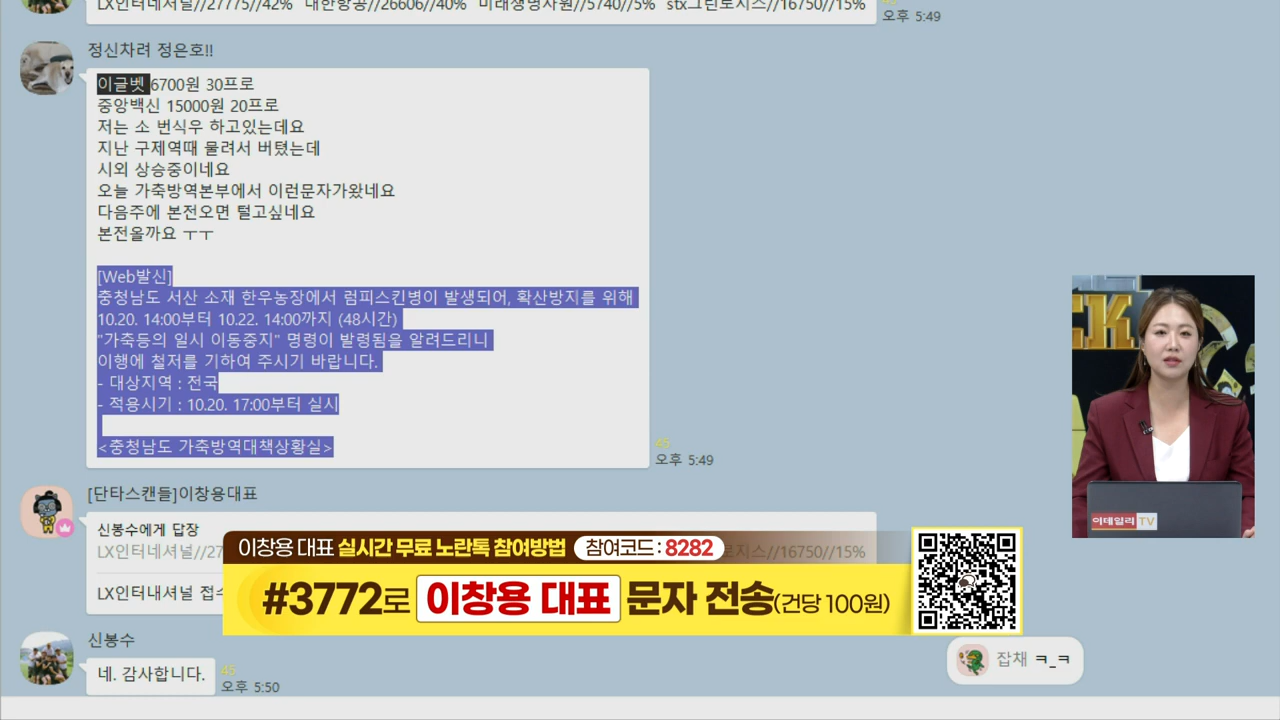 LX인터네셔널//27775//42% 대한항공//26606//40% 미래생명자원//5740//5% stx그린로지스//16750//15%
오후 5:49
정신차려 정은호!!
이글벳 6700원 30프로
중앙백신 15000원 20프로
저는 소 번식우 하고있는데요
지난 구제역때 물려서 버텼는데
시외 상승중이네요
오늘 가축방역본부에서 이런문자가왔네요
다음주에 본전오면 털고싶네요
본전올까요 ㅜㅜ
[Web발신]
충청남도 서산 소재 한우농장에서 럼피스킨병이 발생되어, 확산방지를 위해
10.20. 14:00부터 10.22. 14:00까지 (48시간)
"가축등의 일시 이동중지" 명령이 발령됨을 알려드리니
이행에 철저를 기하여 주시기 바랍니다.
- 대상지역 : 전국
- 적용시기 : 10.20. 17:00부터 실시
<충청남도 가축방역대책상황실>
45
오후 5:49
[단타스캔들]이창용대표
신봉수에게 답장
LX인터네셔널//27
로지스//16750//15%
LX인터내셔널 접수
이창용 대표 실시간 무료 노란톡 참여방법 참여코드 : 8282
#3772로 이창용 대표 문자 전송(건당 100원)
신봉수
네. 감사합니다.
45
오후 5:50
잡채 ㅋ_ㅋ
CK
이데일리 TV